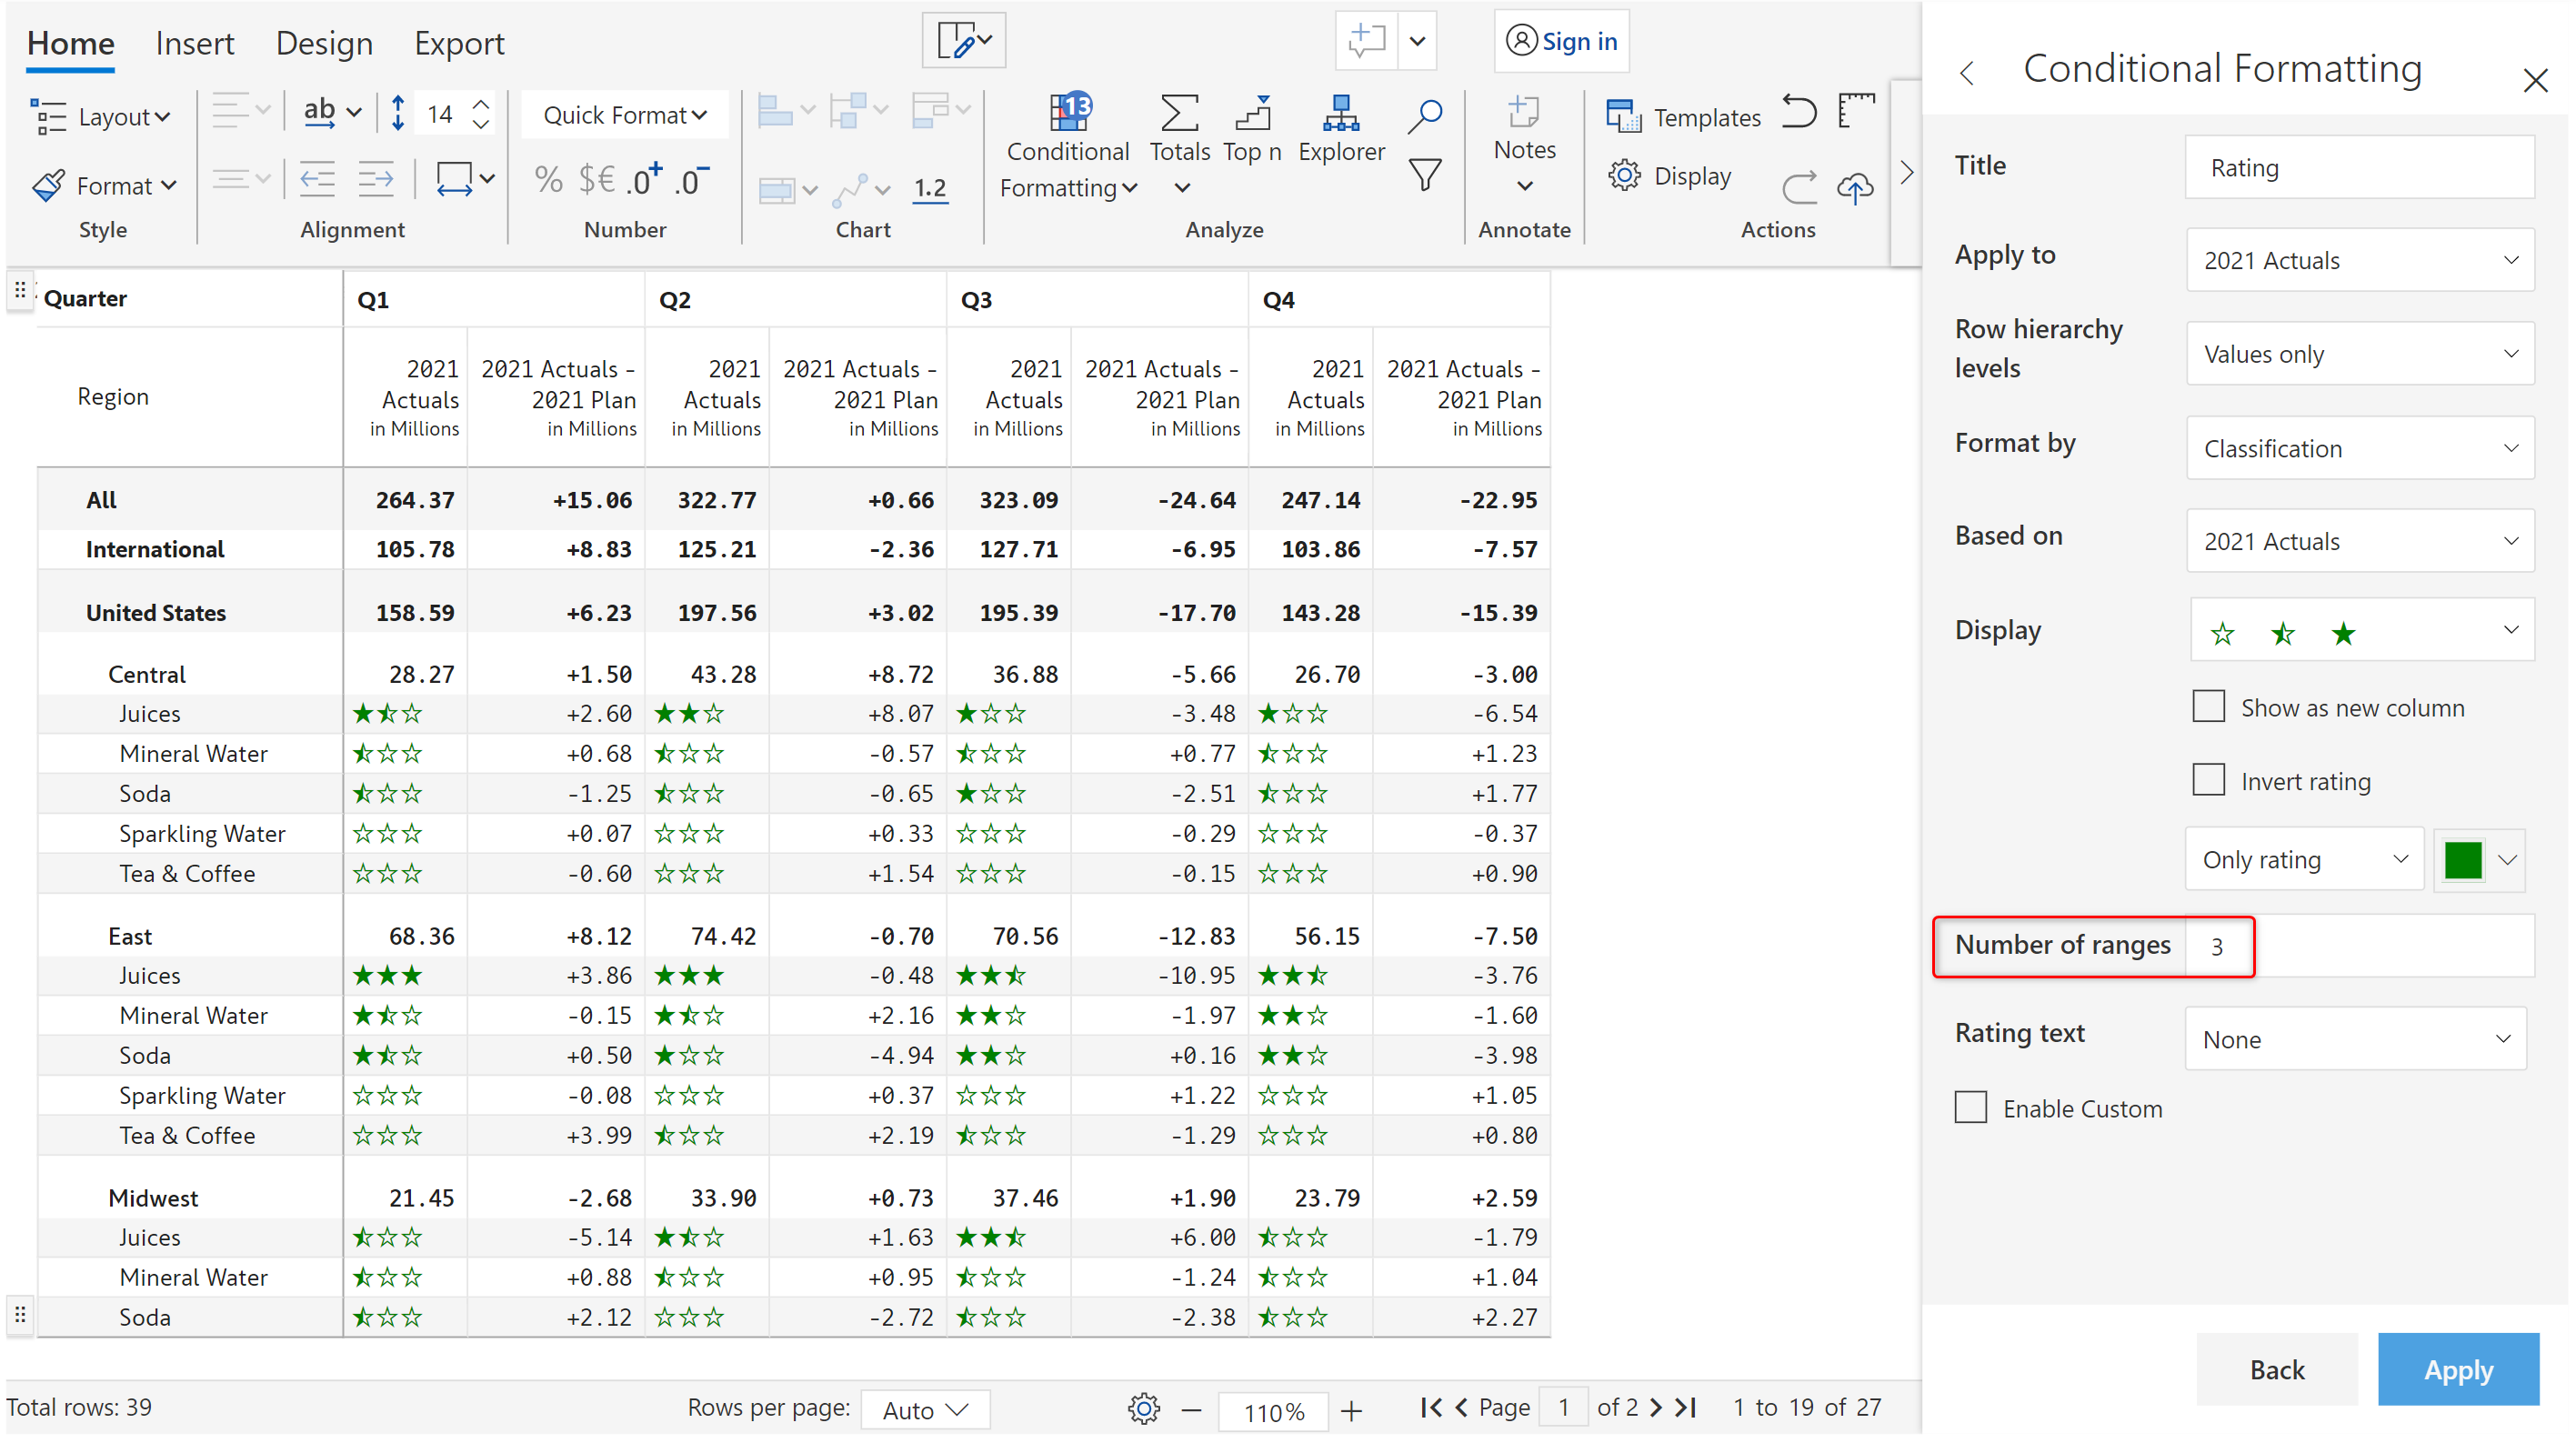 Home Insert Design Export Sign in
Layout ab 14 Quick Format 13 Templates
Conditional Totals Top n Explorer Notes
Format % $€ .0+ .0- 1.2 Formatting Display
Style Alignment Number Chart Analyze Annotate Actions
Quarter Q1 Q2 Q3 Q4
Region
2021 2021 Actuals - 2021 2021 Actuals - 2021 2021 Actuals - 2021 2021 Actuals -
Actuals 2021 Plan Actuals 2021 Plan Actuals 2021 Plan Actuals 2021 Plan
in Millions in Millions in Millions in Millions in Millions in Millions in Millions in Millions
All 264.37 +15.06 322.77 +0.66 323.09 -24.64 247.14 -22.95
International 105.78 +8.83 125.21 -2.36 127.71 -6.95 103.86 -7.57
United States 158.59 +6.23 197.56 +3.02 195.39 -17.70 143.28 -15.39
Central 28.27 +1.50 43.28 +8.72 36.88 -5.66 26.70 -3.00
Juices +2.60 +8.07 -3.48 -6.54
Mineral Water +0.68 -0.57 +0.77 +1.23
Soda -1.25 -0.65 -2.51 +1.77
Sparkling Water +0.07 +0.33 -0.29 -0.37
Tea & Coffee -0.60 +1.54 -0.15 +0.90
East 68.36 +8.12 74.42 -0.70 70.56 -12.83 56.15 -7.50
Juices +3.86 -0.48 -10.95 -3.76
Mineral Water -0.15 +2.16 -1.97 -1.60
Soda +0.50 -4.94 +0.16 -3.98
Sparkling Water -0.08 +0.37 +1.22 +1.05
Tea & Coffee +3.99 +2.19 -1.29 +0.80
Midwest 21.45 -2.68 33.90 +0.73 37.46 +1.90 23.79 +2.59
Juices -5.14 +1.63 +6.00 -1.79
Mineral Water +0.88 +0.95 -1.24 +1.04
Soda +2.12 -2.72 -2.38 +2.27
Total rows: 39 Rows per page: Auto 110% Page 1 of 2 1 to 19 of 27
Conditional Formatting
Title Rating
Apply to 2021 Actuals
Row hierarchy
levels Values only
Format by Classification
Based on 2021 Actuals
Display
Show as new column
Invert rating
Only rating
Number of ranges 3
Rating text None
Enable Custom
Back Apply